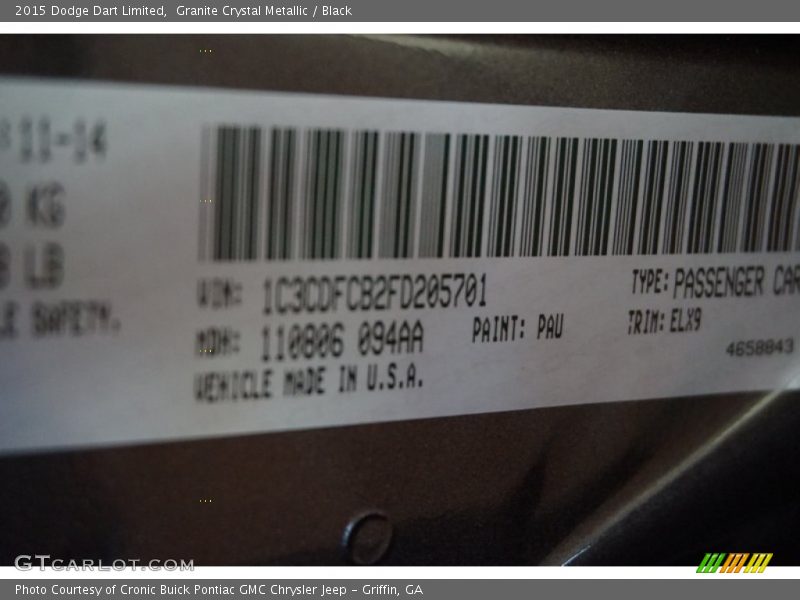 2015 Dodge Dart Limited,  Granite Crystal Metallic / Black
:11-14
0 KG
LB
LE SAFETY.
VIN: 1C3CDFCB2FD205701
TYPE: PASSENGER CAR
MDH: 110806 094AA
PAINT: PAU
TRIM: ELX9
4658843
VEHICLE MADE IN U.S.A.
GTCARLOT.COM
Photo Courtesy of Cronic Buick Pontiac GMC Chrysler Jeep - Griffin, GA